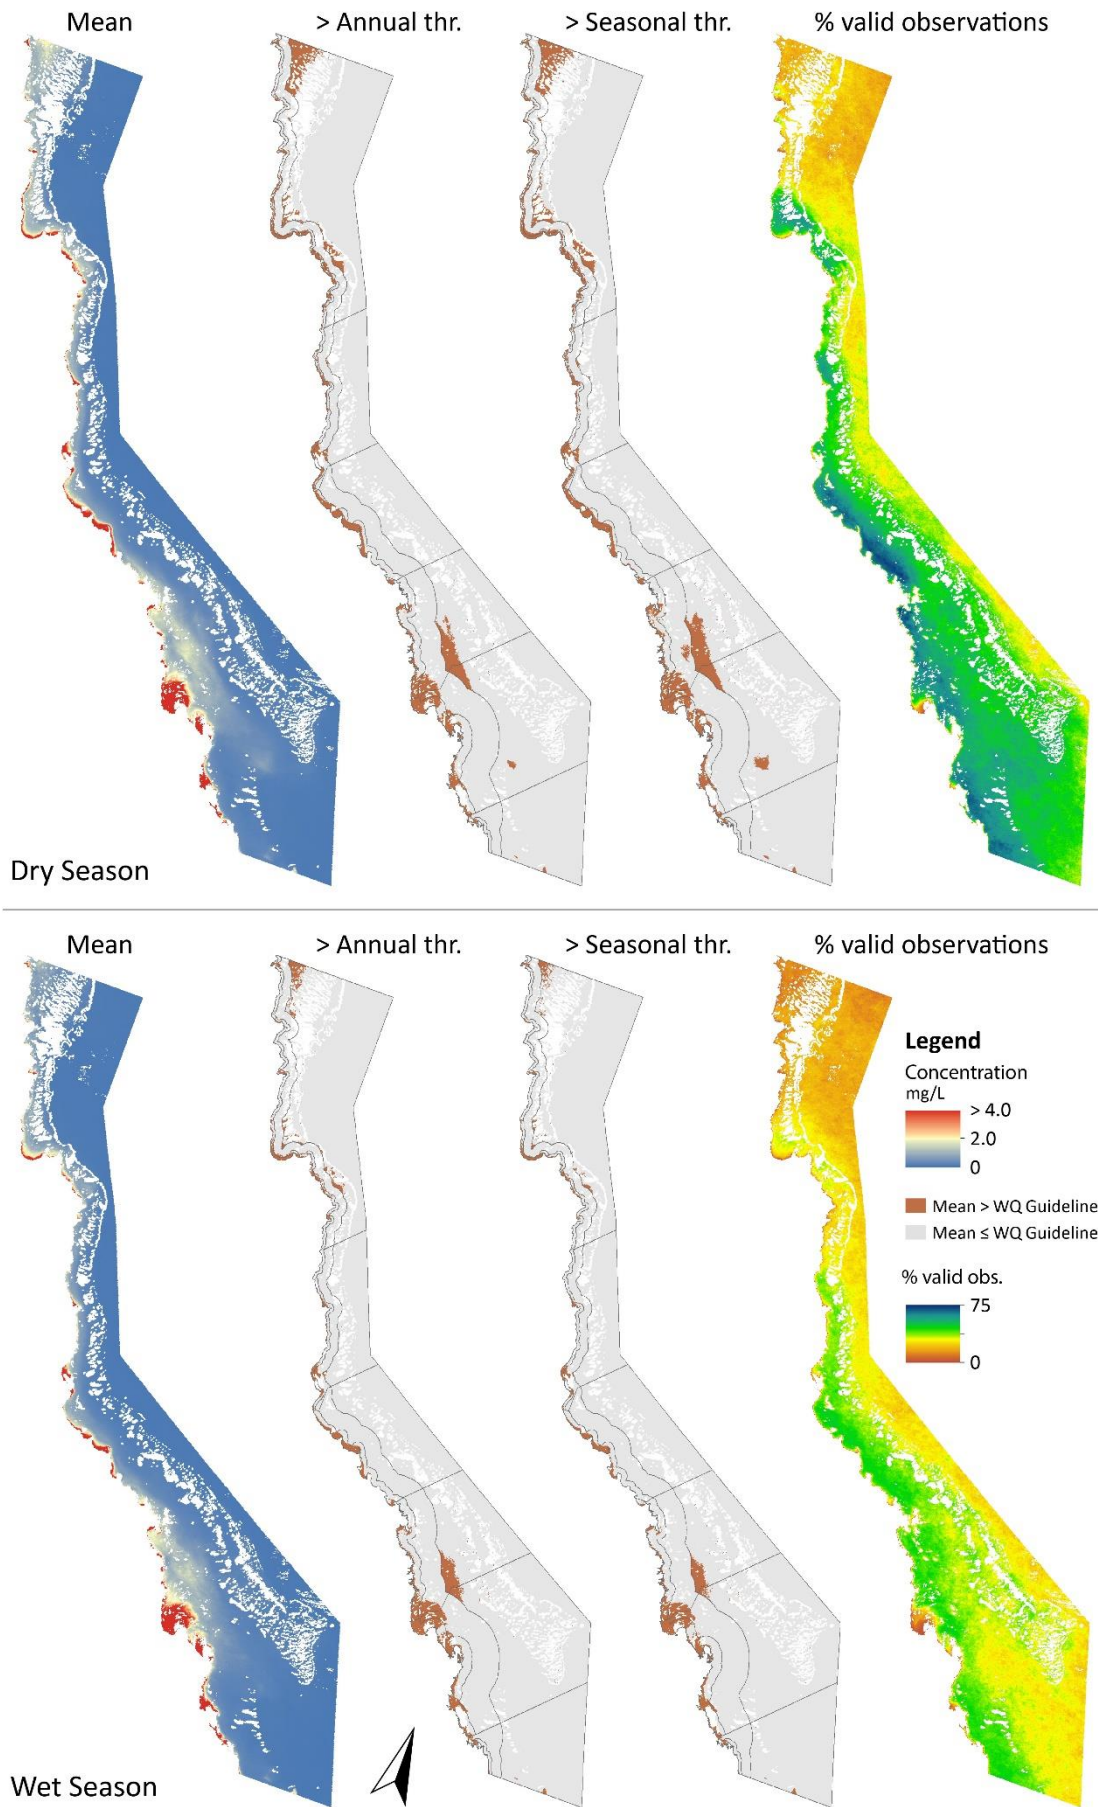 Mean > Annual thr. > Seasonal thr. % valid observations
Dry Season
Mean > Annual thr. > Seasonal thr. % valid observations
Legend
Concentration
mg/L
> 4.0
2.0
0
Mean > WQ Guideline
Mean ≤ WQ Guideline
% valid obs.
75
0
Wet Season